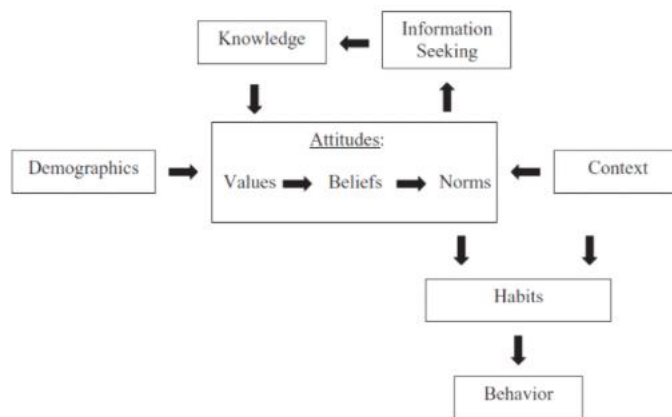 Knowledge
Information
Seeking
Attitudes:
Demographics
Values
Beliefs
Norms
Context
Habits
Behavior